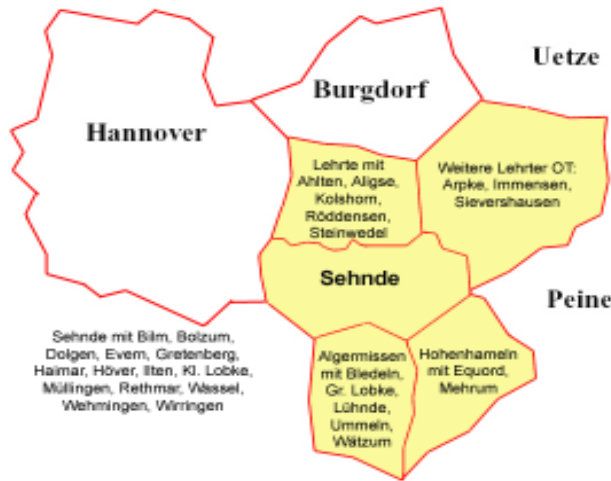 Uetze
Burgdorf
Hannover
Lehrte mit
Ahlten, Aligse,
Kolshorn,
Röddensen,
Steinwedel
Weitere Lehrter OT:
Arpke, Immensen,
Sievershausen
Sehnde
Peine
Sehnde mit Bilm, Bolzum,
Dolgen, Evern, Gretenberg,
Haimar, Höver, Ilten, Kl. Lobke,
Müllingen, Rethmar, Wassel,
Wehmingen, Wirringen
Algermissen
mit Bledeln,
Gr. Lobke,
Lühnde,
Ummeln,
Wätzum
Hohenhameln
mit Equord,
Mehrum